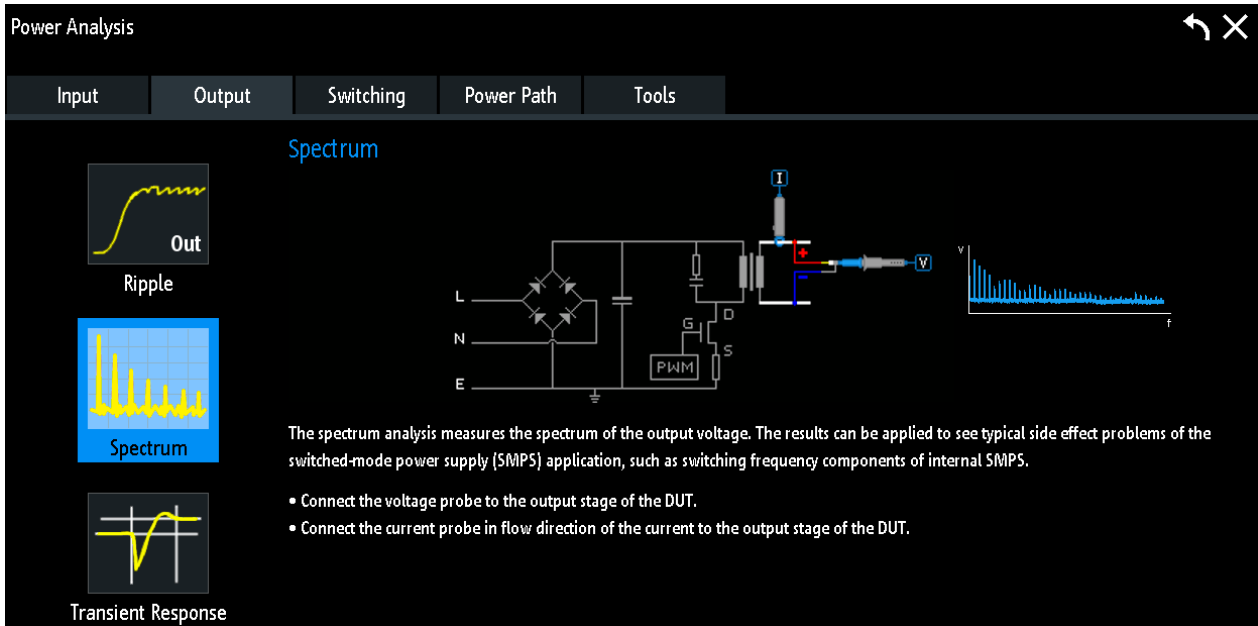 Power Analysis
Input Output Switching Power Path Tools
Spectrum
Out
Ripple
Spectrum
Transient Response
I
+
-
V
L
N
E
G
D
S
PWM
V
f
The spectrum analysis measures the spectrum of the output voltage. The results can be applied to see typical side effect problems of the
switched-mode power supply (SMPS) application, such as switching frequency components of internal SMPS.
• Connect the voltage probe to the output stage of the DUT.
• Connect the current probe in flow direction of the current to the output stage of the DUT.